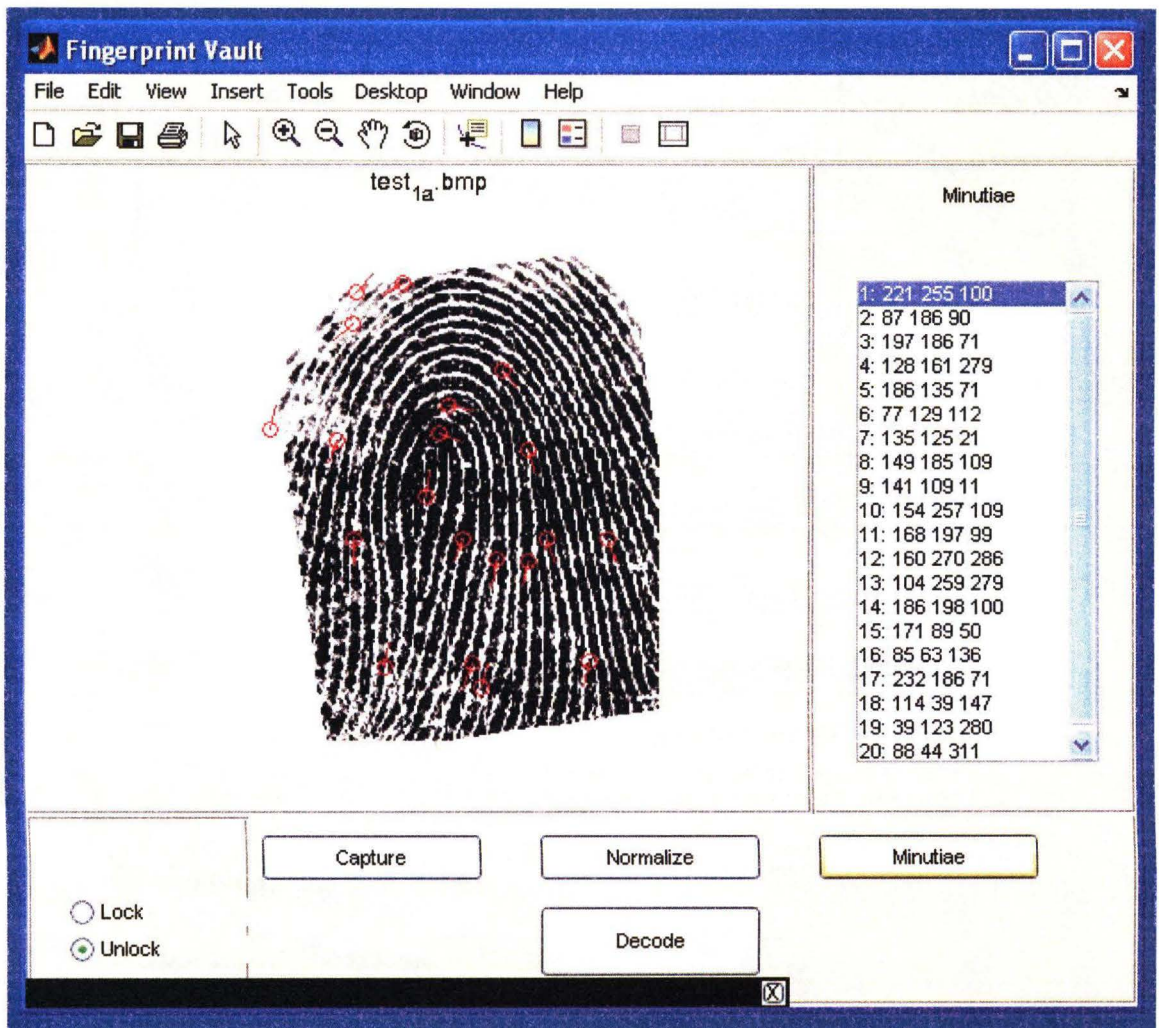 Fingerprint Vault
File Edit View Insert Tools Desktop Window Help
test1a.bmp
Minutiae
1: 221 255 100
2: 87 186 90
3: 197 186 71
4: 128 161 279
5: 186 135 71
6: 77 129 112
7: 135 125 21
8: 149 185 109
9: 141 109 11
10: 154 257 109
11: 168 197 99
12: 160 270 286
13: 104 259 279
14: 186 198 100
15: 171 89 50
16: 85 63 136
17: 232 186 71
18: 114 39 147
19: 39 123 280
20: 88 44 311
Capture
Normalize
Minutiae
Lock
Unlock
Decode
X